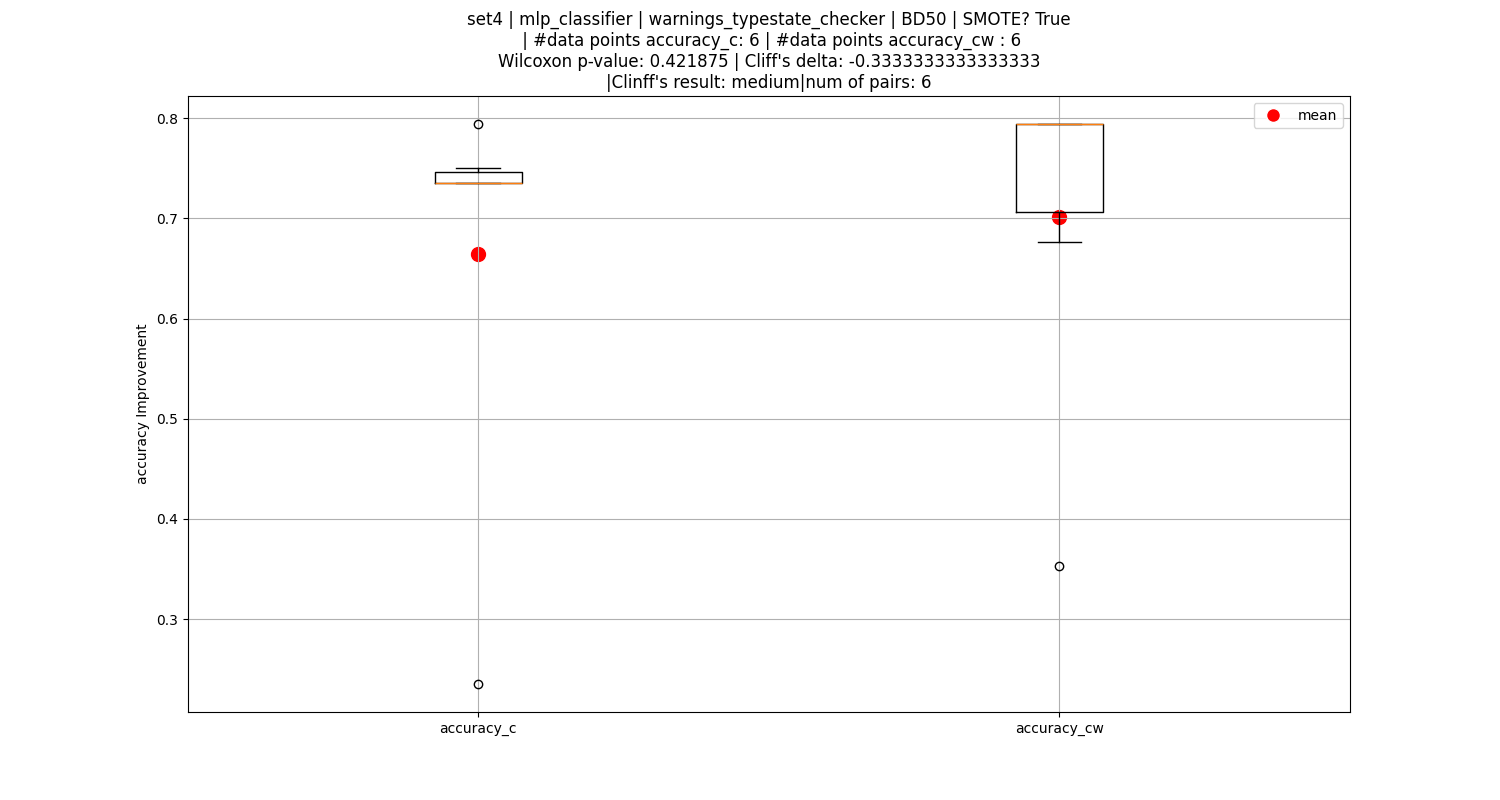 set4 | mlp_classifier | warnings_typestate_checker | BD50 | SMOTE? True
| #data points accuracy_c: 6 | #data points accuracy_cw : 6
Wilcoxon p-value: 0.421875 | Cliff's delta: -0.3333333333333333
|Clinff's result: medium|num of pairs: 6
mean
0.8
0.7
0.6
0.5
0.4
0.3
accuracy Improvement
accuracy_c
accuracy_cw